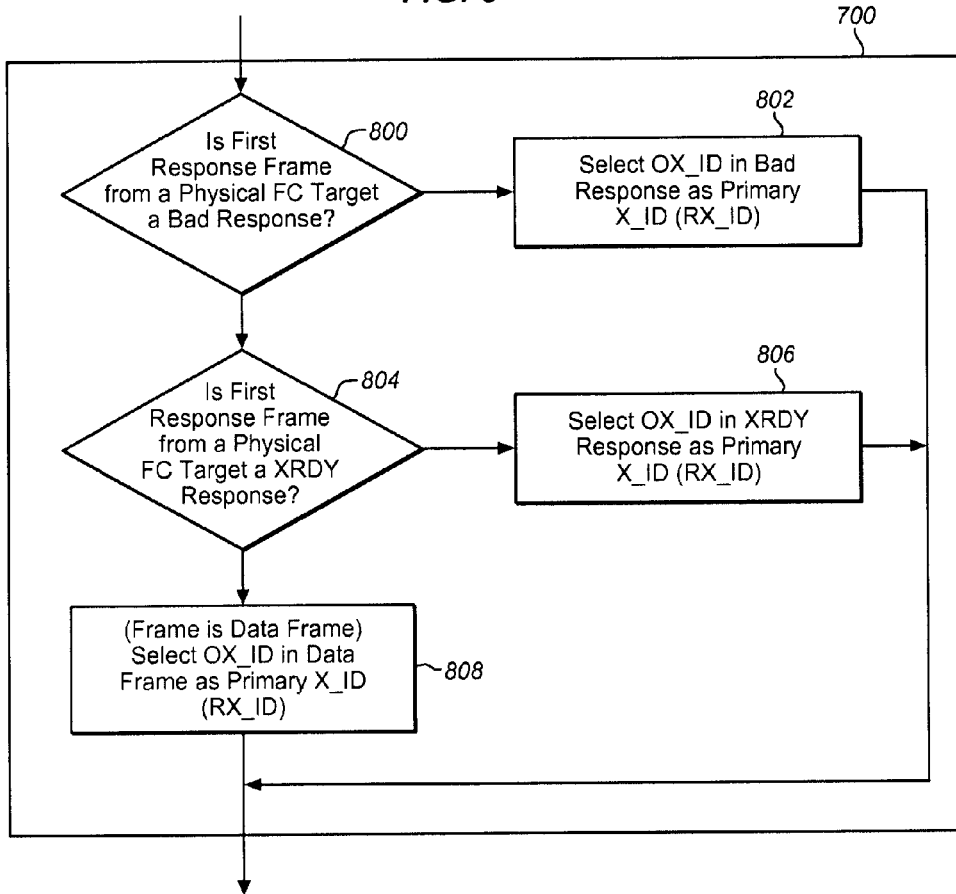 700
800
Is First
Response Frame
from a Physical FC Target
a Bad Response?
802
Select OX_ID in Bad
Response as Primary
X_ID (RX_ID)
804
Is First
Response Frame
from a Physical
FC Target a XRDY
Response?
806
Select OX_ID in XRDY
Response as Primary
X_ID (RX_ID)
(Frame is Data Frame)
Select OX_ID in Data
Frame as Primary X_ID
(RX_ID)
808